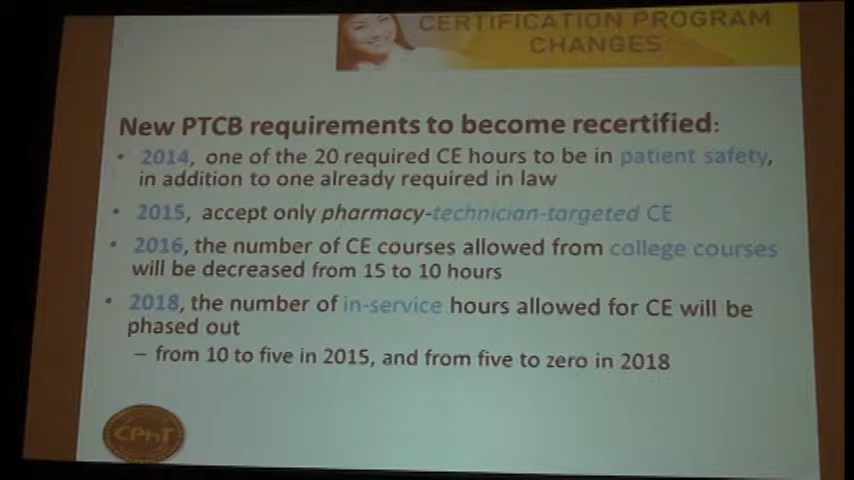 CERTIFICATION PROGRAM
CHANGES
New PTCB requirements to become recertified:
• 2014, one of the 20 required CE hours to be in patient safety,
in addition to one already required in law
• 2015, accept only pharmacy-technician-targeted CE
• 2016, the number of CE courses allowed from college courses
will be decreased from 15 to 10 hours
• 2018, the number of in-service hours allowed for CE will be
phased out
– from 10 to five in 2015, and from five to zero in 2018
CPhT